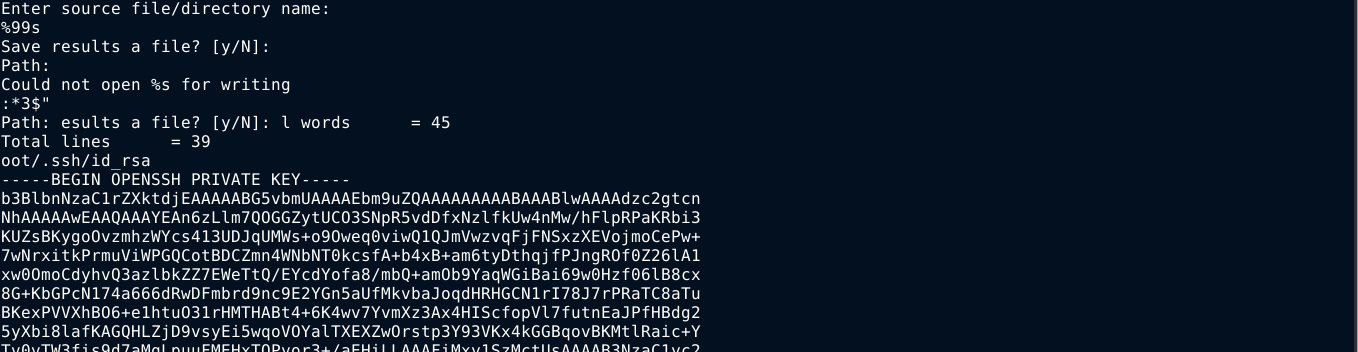 Enter source file/directory name:
%99s
Save results a file? [y/N]:
Path:
Could not open %s for writing
:*3$"
Path: esults a file? [y/N]: l words      = 45
Total lines      = 39
oot/.ssh/id_rsa
-----BEGIN OPENSSH PRIVATE KEY-----
b3BlbnNzaC1rZXktdjEAAAAABG5vbmUAAAAEbm9uZQAAAAAAAAABAAABlwAAAAdzc2gtcn
NhAAAAAwEAAQAAAYEAn6zLlm7QOGGZytUCO3SNpR5vdDfxNzlfkUw4nMw/hFlpRPaKRbi3
KUZsBKygoOvzmhzWYcs413UDJqUMWs+o9Oweq0viwQ1QJmVwzvqFjFNSxzXEVojmoCePw+
7wNrxitkPrmuViWPGQCotBDCZmn4WNbNT0kcsfA+b4xB+am6tyDthqjfPJngROf0Z26lA1
xw0OmoCdyhvQ3azlbkZZ7EWeTtQ/EYcdYofa8/mbQ+amOb9YaqWGiBai69w0Hzf06lB8cx
8G+KbGPcN174a666dRwDFmbrd9nc9E2YGn5aUfMkvbaJoqdHRHGCN1rI78J7rPRaTC8aTu
BKexPVVXhBO6+e1htuO31rHMTHABt4+6K4wv7YvmXz3Ax4HIScfopVl7futnEaJPfHBdg2
5yXbi8lafKAGQHLZjD9vsyEi5wqoVOYalTXEXZwOrstp3Y93VKx4kGGBqovBKMtlRaic+Y